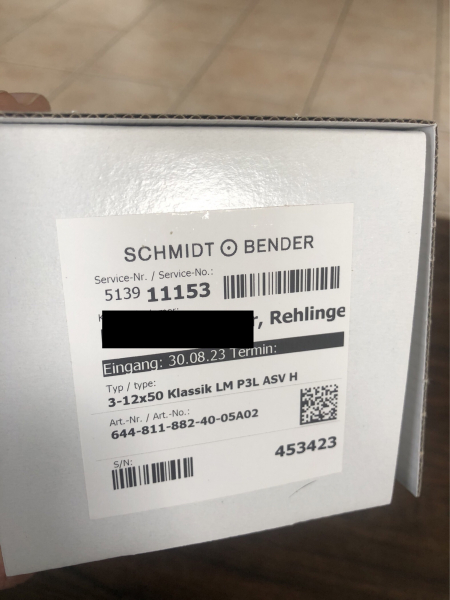 SCHMIDT BENDER
Service-Nr. / Service-No.:
5139 11153
, Rehlinge
Eingang: 30.08.23 Termin:
Typ / type:
3-12x50 Klassik LM P3L ASV H
Art.-Nr. / Art.-No.:
644-811-882-40-05A02
S/N:
453423